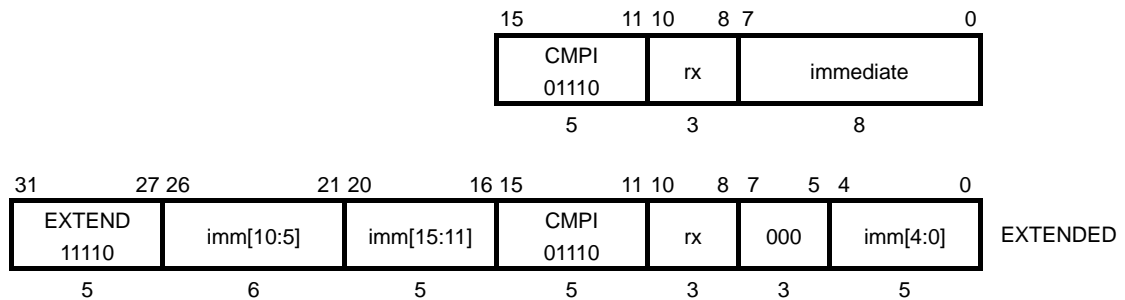 15 11 10 8 7 0
CMPI
01110 rx immediate
5 3 8
31 27 26 21 20 16 15 11 10 8 7 5 4 0
EXTEND
11110 imm[10:5] imm[15:11] CMPI
01110 rx 000 imm[4:0] EXTENDED
5 6 5 5 3 3 5